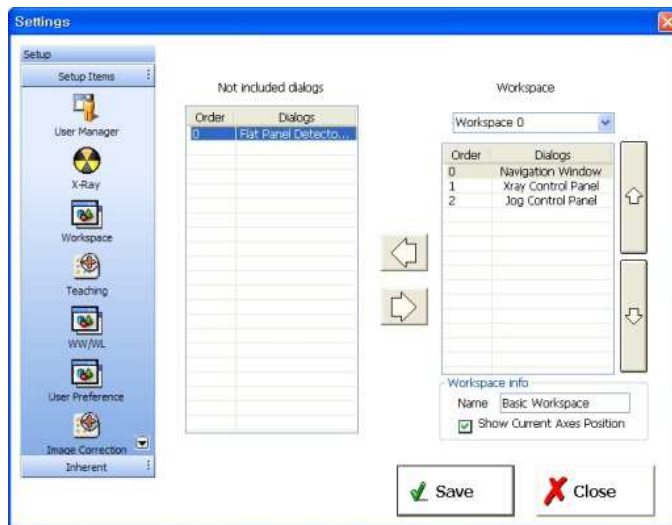 Settings
Setup
Setup Items
User Manager
X-Ray
Workspace
Teaching
WW/WL
User Preference
Image Correction
Inherent
Not included dialogs
Order Dialogs
0 Flat Panel Detecto...
Workspace
Workspace 0
Order Dialogs
0 Navigation Window
1 Xray Control Panel
2 Jog Control Panel
Workspace info
Name Basic Workspace
Show Current Axes Position
Save
Close